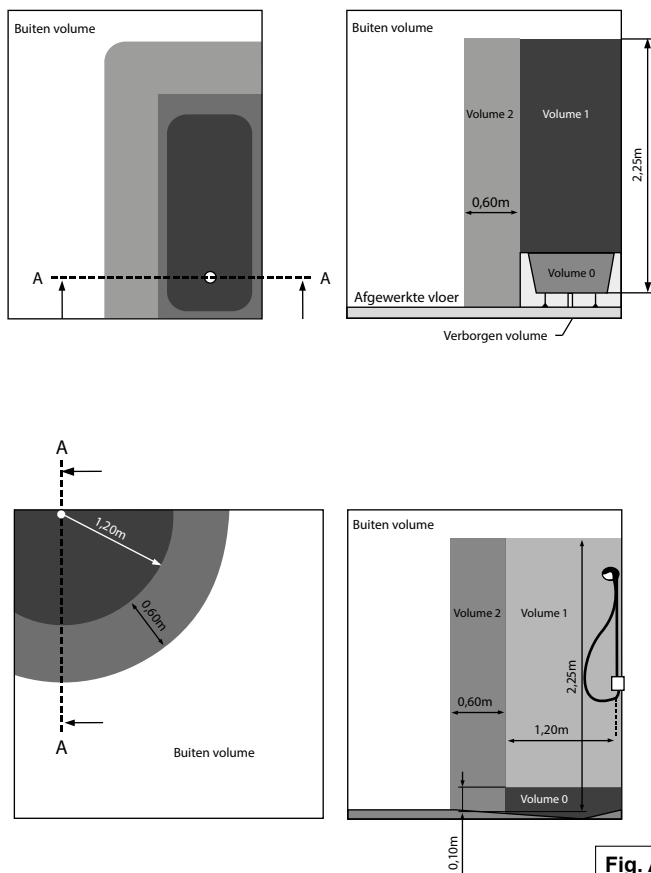 Buiten volume
A
A
Buiten volume
Volume 2
Volume 1
2,25m
0,60m
Volume 0
Afgewerkte vloer
Verborgen volume
A
1,20m
0,60m
A
Buiten volume
Buiten volume
Volume 2
Volume 1
2,25m
0,60m
1,20m
Volume 0
0,10m
Fig. A